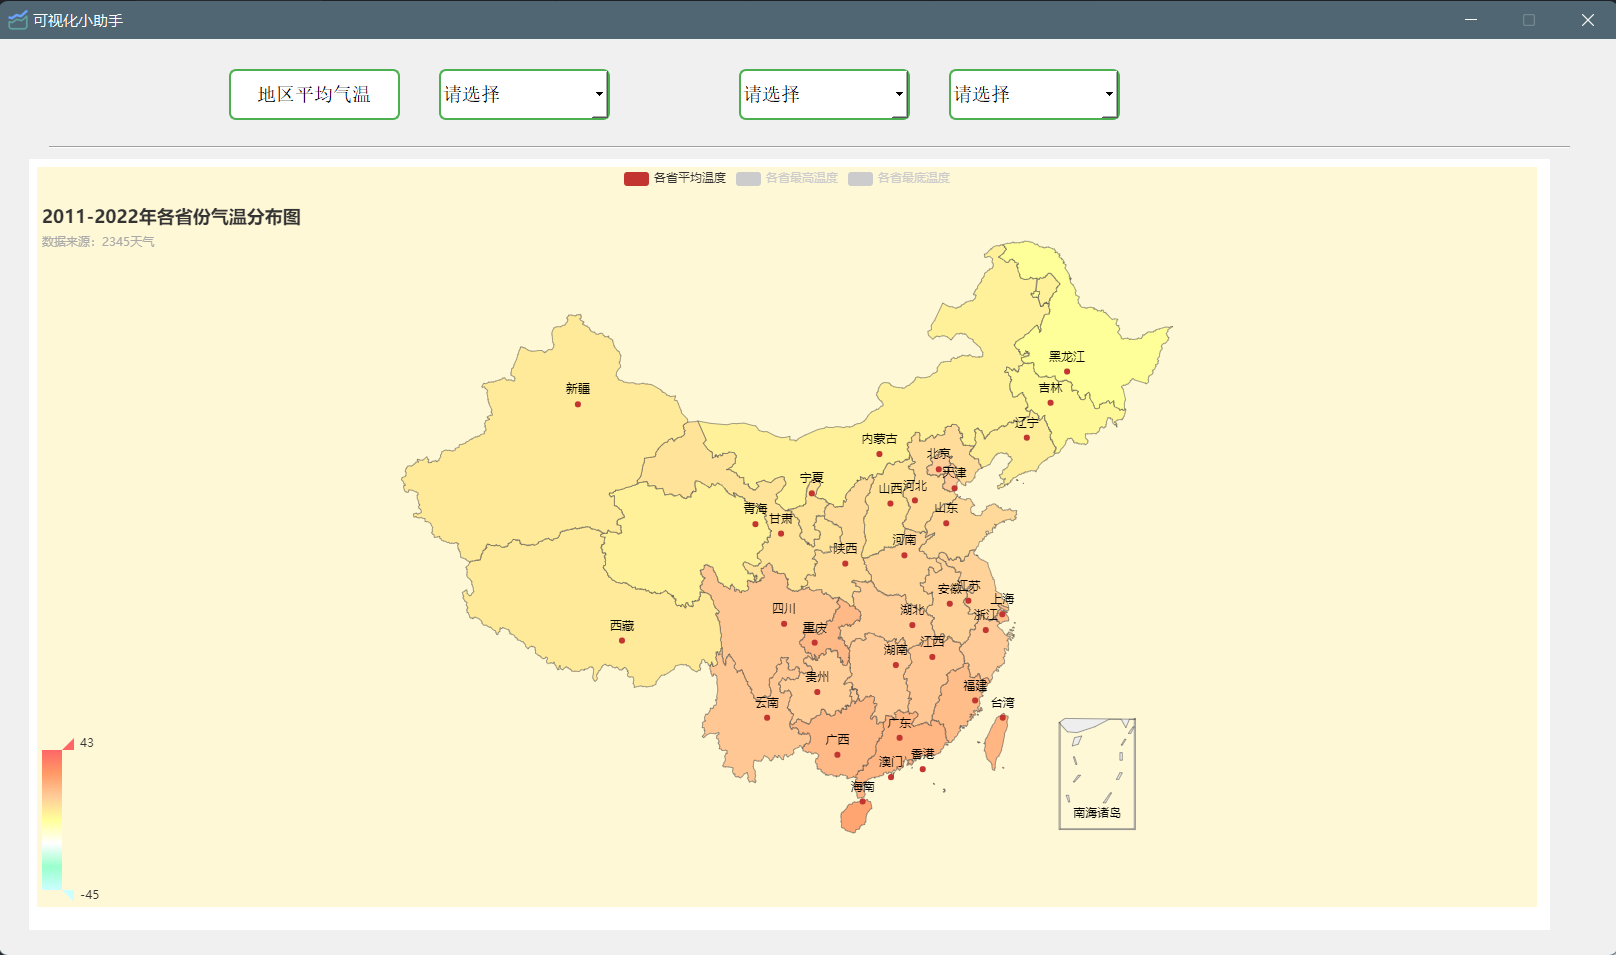 可视化小助手
地区平均气温
请选择
请选择
请选择
各省平均温度
各省最高温度
各省最底温度
2011-2022年各省份气温分布图
数据来源：2345天气
黑龙江
吉林
新疆
辽宁
内蒙古
北京
天津
宁夏
山西
河北
青海
甘肃
山东
河南
陕西
安徽
江苏
上海
四川
湖北
浙江
西藏
重庆
江西
湖南
贵州
福建
云南
台湾
广东
广西
香港
澳门
海南
南海诸岛
43
-45